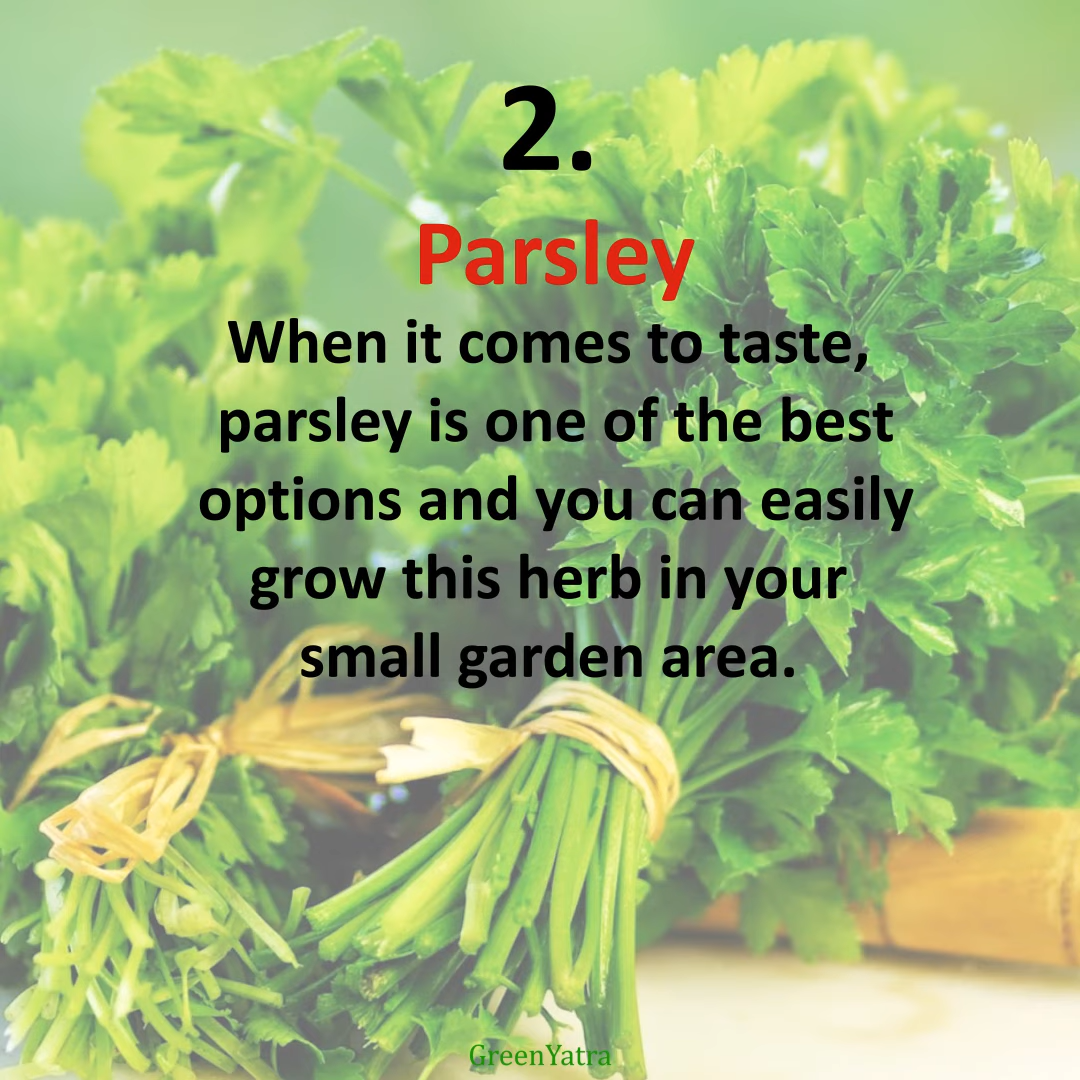 2.
Parsley
When it comes to taste,
parsley is one of the best
options and you can easily
grow this herb in your
small garden area.
GreenYatra